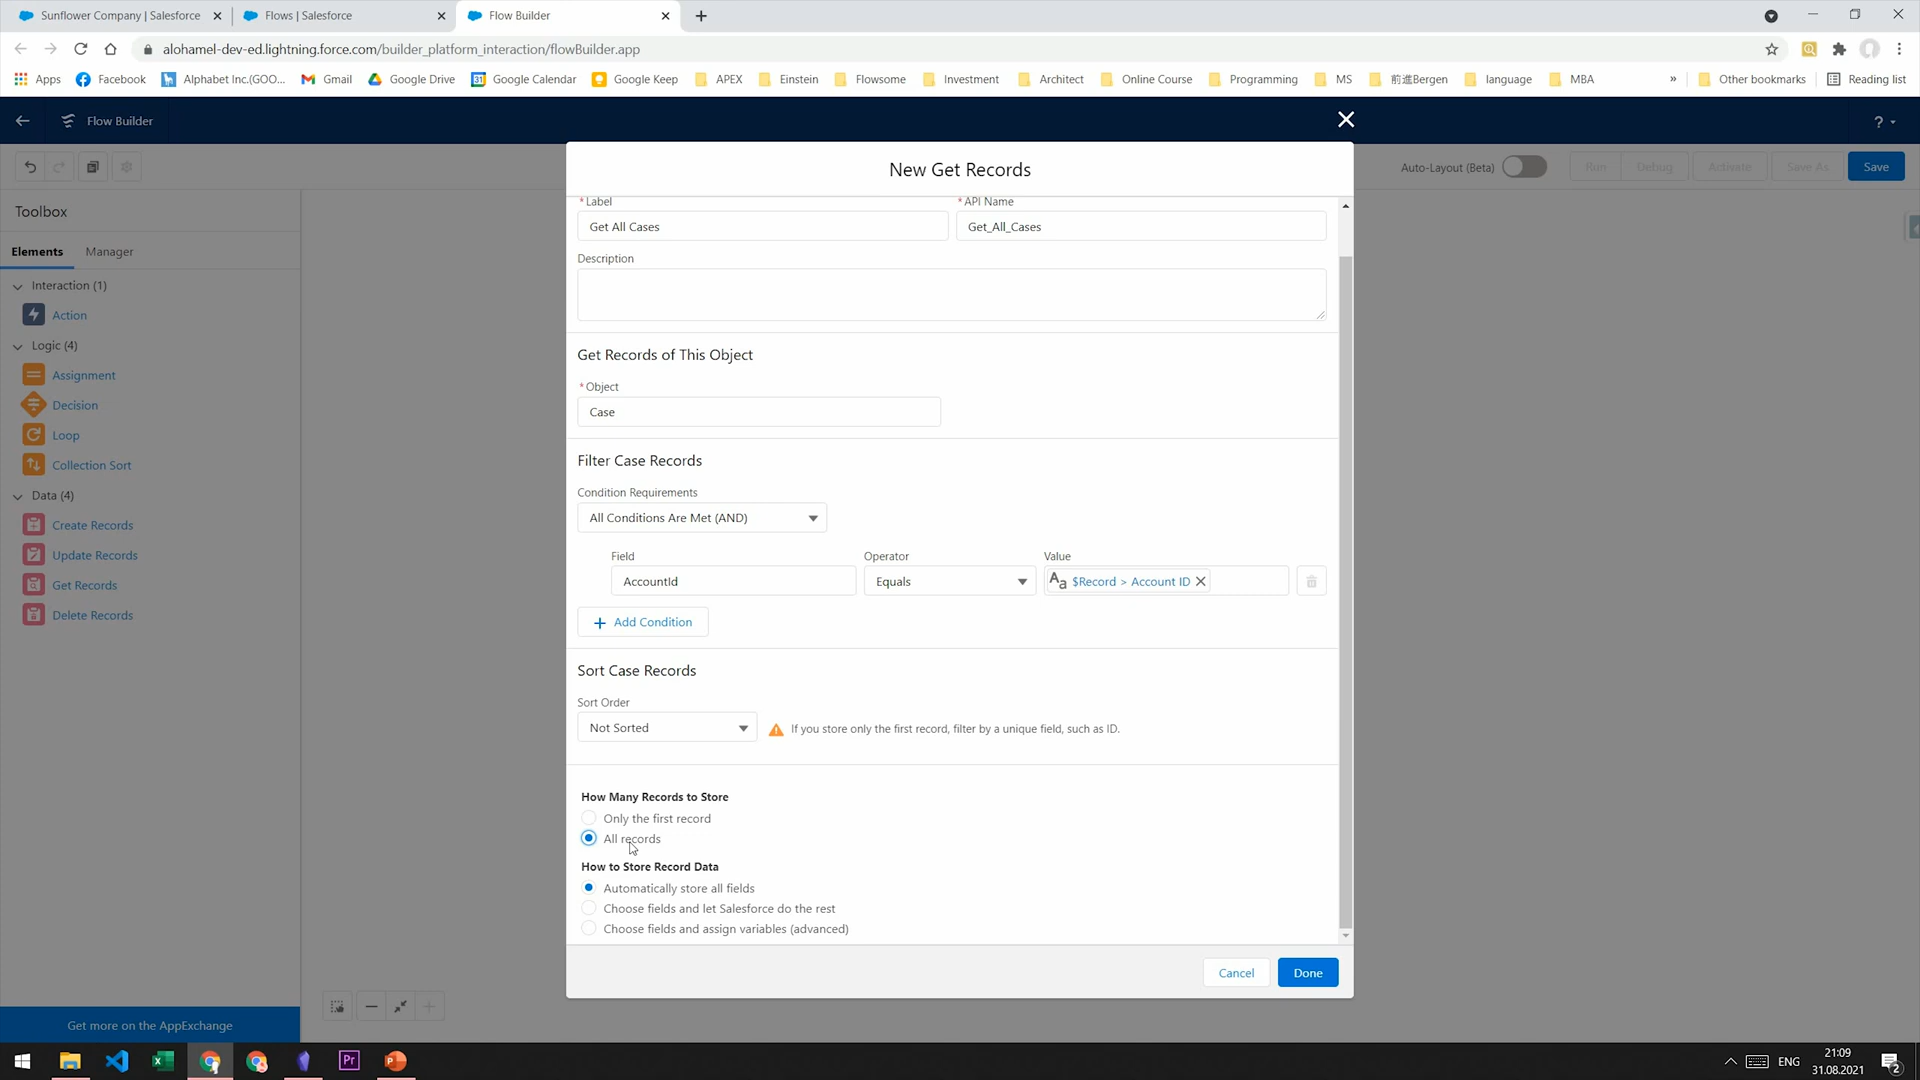 Sunflower Company | Salesforce
Flows | Salesforce
Flow Builder
alohamel-dev-ed.lightning.force.com/builder_platform_interaction/flowBuilder.app
Apps
Facebook
Alphabet Inc.(GOO...
Gmail
Google Drive
Google Calendar
Google Keep
APEX
Einstein
Flowsome
Investment
Architect
Online Course
Programming
MS
前進Bergen
language
MBA
»
Other bookmarks
Reading list
Flow Builder
?
Auto-Layout (Beta)
Run
Debug
Activate
Save As
Save
Toolbox
Elements
Manager
Interaction (1)
Action
Logic (4)
Assignment
Decision
Loop
Collection Sort
Data (4)
Create Records
Update Records
Get Records
Delete Records
Get more on the AppExchange
New Get Records
* Label
* API Name
Get All Cases
Get_All_Cases
Description
Get Records of This Object
* Object
Case
Filter Case Records
Condition Requirements
All Conditions Are Met (AND)
Field
Operator
Value
AccountId
Equals
Aa $Record > Account ID
+ Add Condition
Sort Case Records
Sort Order
Not Sorted
If you store only the first record, filter by a unique field, such as ID.
How Many Records to Store
Only the first record
All records
How to Store Record Data
Automatically store all fields
Choose fields and let Salesforce do the rest
Choose fields and assign variables (advanced)
Cancel
Done
Pr
ENG
21:09
31.08.2021
2